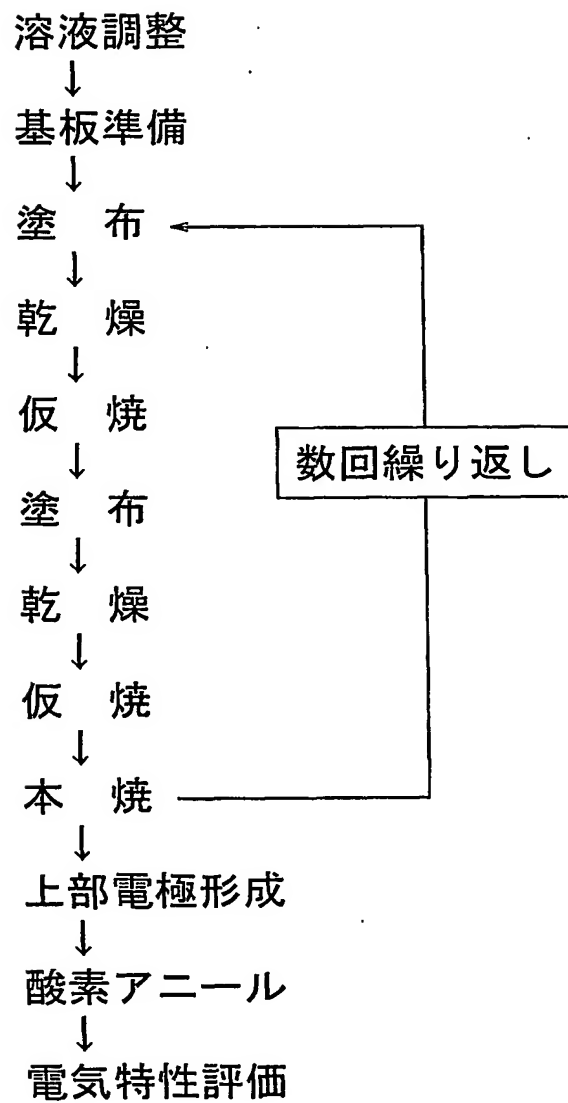 溶液調整
↓
基板準備
↓
塗 布
↓
乾 燥
↓
仮 焼
↓
塗 布
↓
乾 燥
↓
仮 焼
↓
本 焼
↓
上部電極形成
↓
酸素アニール
↓
電気特性評価
数回繰り返し